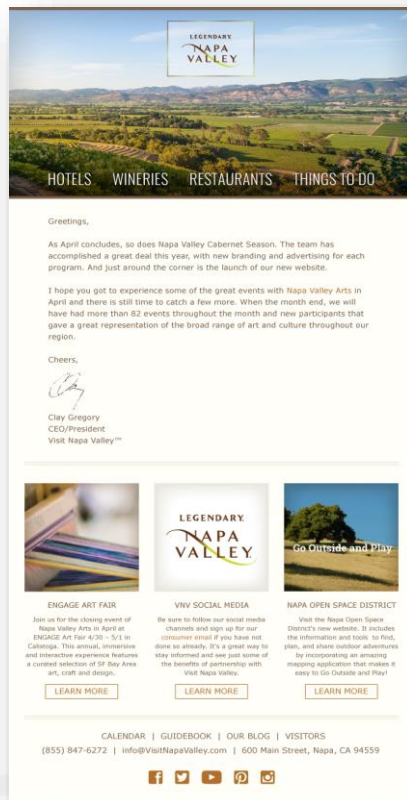 LEGENDARY
NAPA
VALLEY
HOTELS WINERIES RESTAURANTS THINGS TO DO
Greetings,
As April concludes, so does Napa Valley Cabernet Season. The team has
accomplished a great deal this year, with new branding and advertising for each
program. And just around the corner is the launch of our new website.
I hope you got to experience some of the great events with Napa Valley Arts in
April and there is still time to catch a few more. When the month end, we will
have had more than 82 events throughout the month and new participants that
gave a great representation of the broad range of art and culture throughout our
region.
Cheers,
Clay
Clay Gregory
CEO/President
Visit Napa Valley™
LEGENDARY
NAPA
VALLEY
Go Outside and Play
ENGAGE ART FAIR
Join us for the closing event of
Napa Valley Arts in April at
ENGAGE Art Fair 4/30 - 5/1 in
Calistoga. This annual, immersive
and interactive experience features
a curated selection of SF Bay Area
art, craft and design.
LEARN MORE
VNV SOCIAL MEDIA
Be sure to follow our social media
channels and sign up for our
consumer email if you have not
done so already. It's a great way to
stay informed and see just some of
the benefits of partnership with
Visit Napa Valley.
LEARN MORE
NAPA OPEN SPACE DISTRICT
Visit the Napa Open Space
District's new website. It includes
the information and tools to find,
plan, and share outdoor adventures
by incorporating an amazing
mapping application that makes it
easy to Go Outside and Play!
LEARN MORE
CALENDAR | GUIDEBOOK | OUR BLOG | VISITORS
(855) 847-6272 | info@VisitNapaValley.com | 600 Main Street, Napa, CA 94559